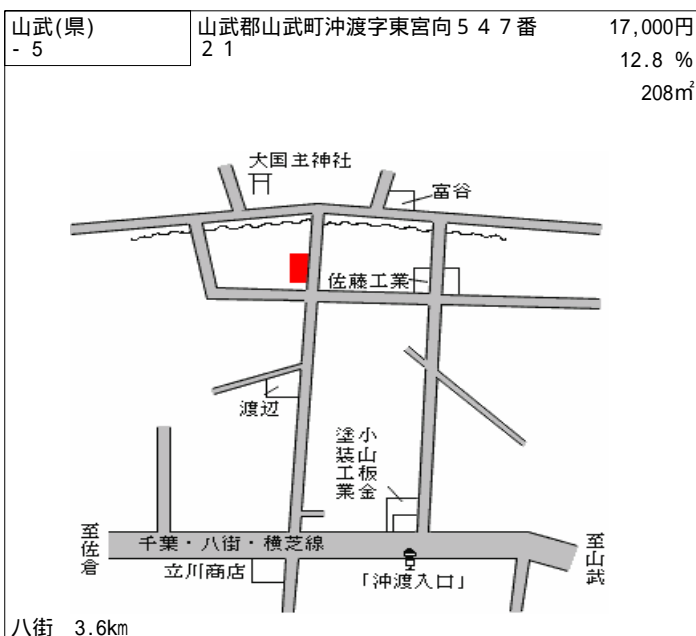 山武(県)
- 5
山武郡山武町沖渡字東宮向５４７番
２１
17,000円
12.8 %
208㎡
大国主神社
富谷
佐藤工業
渡辺
小山板金
塗装工業
至佐倉
千葉・八街・横芝線
至山武
立川商店
「沖渡入口」
八街 3.6km